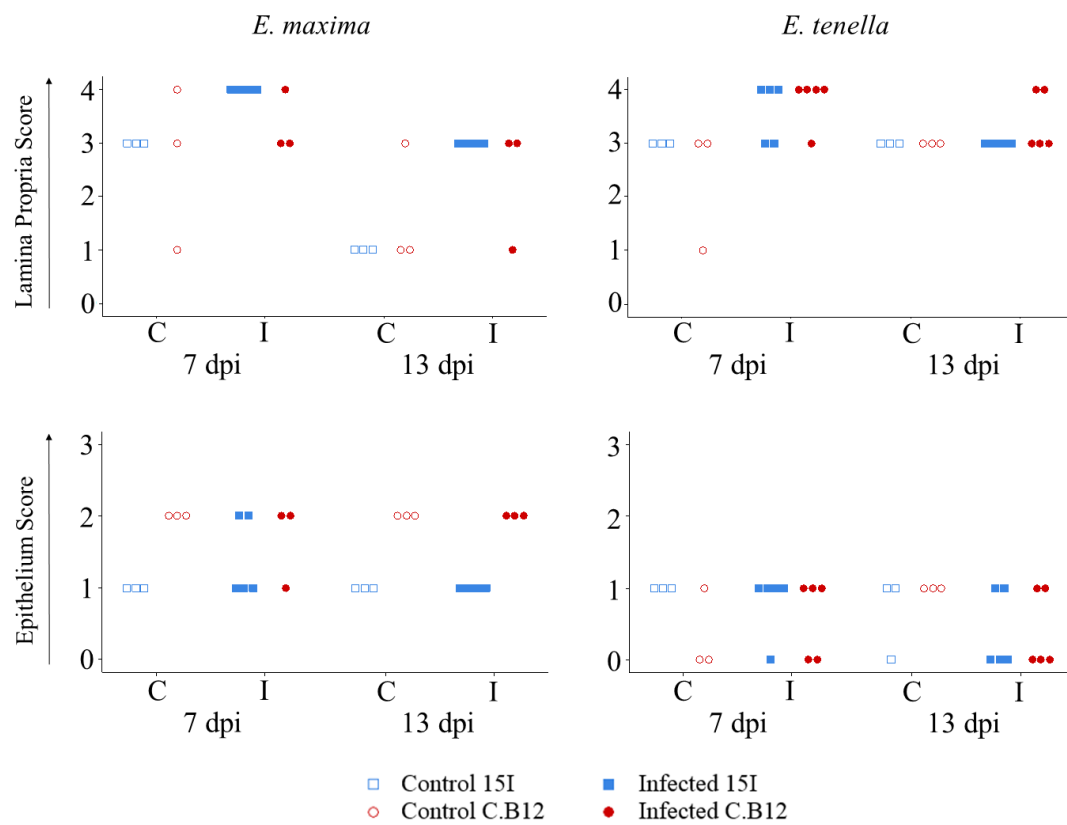 E. maxima
E. tenella
Lamina Propria Score
4
3
2
1
0
C I C I
7 dpi 13 dpi
4
3
2
1
0
C I C I
7 dpi 13 dpi
Epithelium Score
3
2
1
0
C I C I
7 dpi 13 dpi
3
2
1
0
C I C I
7 dpi 13 dpi
Control 15I
Infected 15I
Control C.B12
Infected C.B12